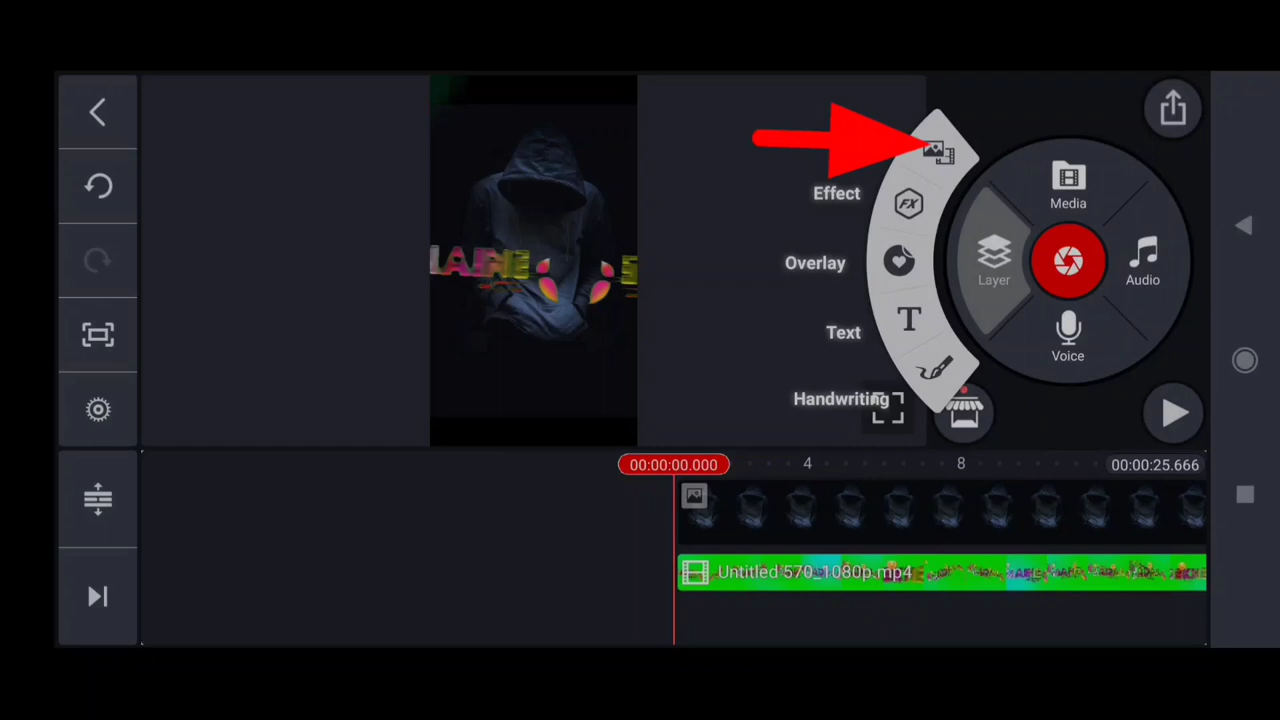 Effect
Overlay
Text
Handwriting
FX
T
Media
Layer
Audio
Voice
00:00:00.000
4
8
00:00:25.666
Untitled 570_1080p.mp4